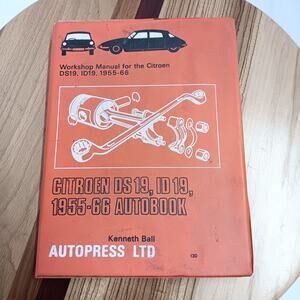 Workshop Manual for the Citroen
DS19, ID19, 1955-66
CITROEN DS 19, ID 19,
1955-66 AUTOBOOK
Kenneth Ball
AUTOPRESS LTD